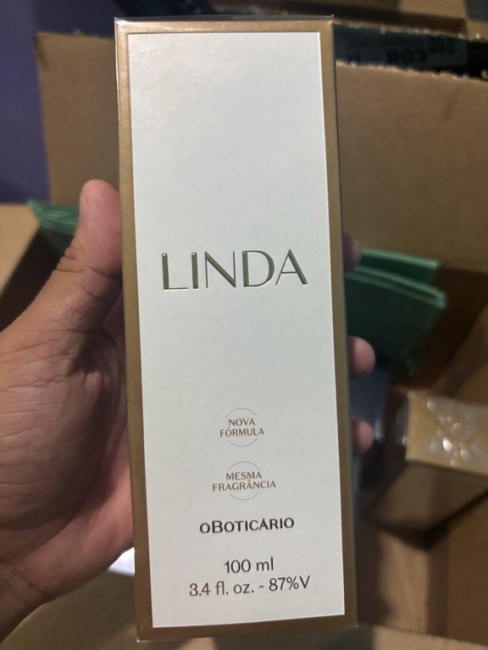 LINDA
NOVA
FÓRMULA
MESMA
FRAGRÂNCIA
oBOTICÁRIO
100 ml
3.4 fl. oz. - 87%V